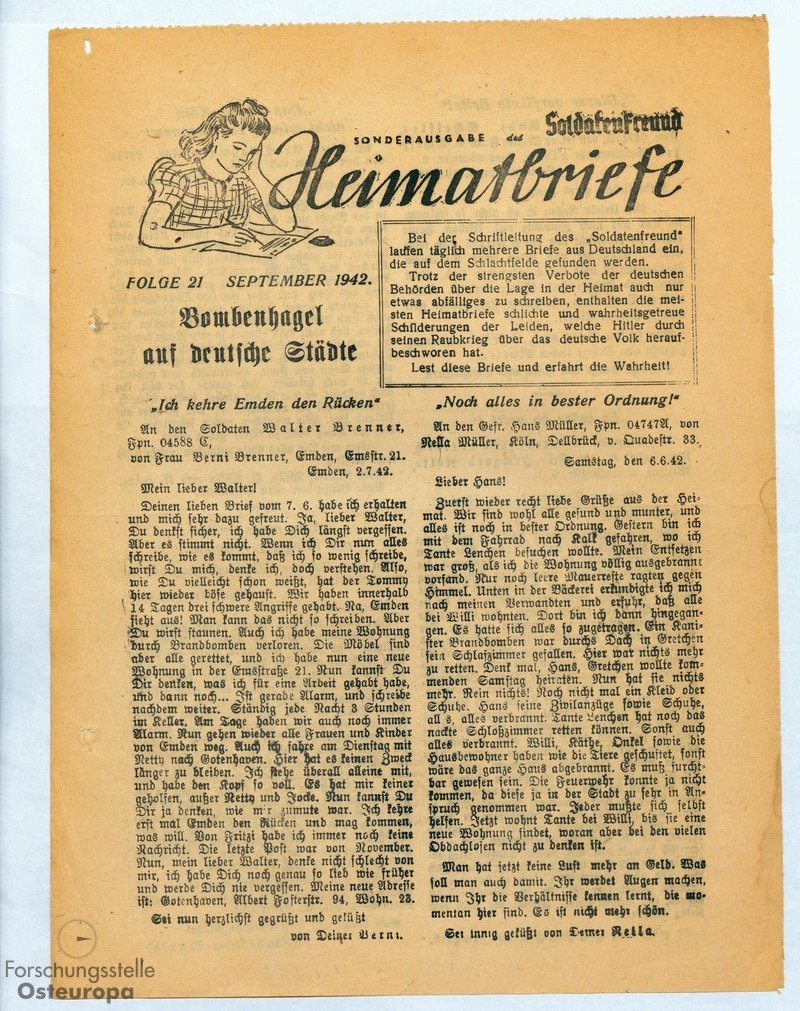 SONDERAUSGABE des Soldatenfreund
Heimatbriefe
FOLGE 21 SEPTEMBER 1942.
Bombenhagel
auf deutsche Städte
Bei der Schriftleitung des „Soldatenfreund"
lauffen täglich mehrere Briefe aus Deutschland ein,
die auf dem Schlachtfelde gefunden werden.
Trotz der strengsten Verbote der deutschen
Behörden über die Lage in der Heimat auch nur
etwas abfälliges zu schreiben, enthalten die mei-
sten Heimatbriefe schlichte und wahrheitsgetreue
Schilderungen der Leiden, welche Hitler durch
seinen Raubkrieg über das deutsche Volk herauf-
beschworen hat.
Lest diese Briefe und erfahrt die Wahrheit!
„Ich kehre Emden den Rücken"
An den Soldaten Walter Brenner,
Fpn. 04588 C,
von Frau Berni Brenner, Emden, Emsstr. 21.
Emden, 2.7.42.
Mein lieber Walter!
Deinen lieben Brief vom 7. 6. habe ich erhalten
und mich sehr dazu gefreut. Ja, lieber Walter,
Du denkst sicher, ich habe Dich längst vergessen.
Aber es stimmt nicht. Wenn ich Dir nun alles
schreibe, wie es kommt, daß ich so wenig schreibe,
wirst Du mich, denke ich, doch verstehen. Also,
wie Du vielleicht schon weißt, hat der Tommy
hier wieder böse gehaust. Wir haben innerhalb
14 Tagen drei schwere Angriffe gehabt. Na, Emden
sieht aus! Man kann das nicht so schreiben. Aber
Du wirst staunen. Auch ich habe meine Wohnung
durch Brandbomben verloren. Die Möbel sind
aber alle gerettet, und ich habe nun eine neue
Wohnung in der Emsstraße 21. Nun kannst Du
Dir denken, was ich für eine Arbeit gehabt habe,
und dann noch... Ist gerade Alarm, und schreibe
nachdem weiter. Ständig jede Nacht 3 Stunden
im Keller. Am Tage haben wir auch noch immer
Alarm. Nun gehen wieder alle Frauen und Kinder
von Emden weg. Auch ich fahre am Dienstag mit
Netty nach Gotenhaven. Hier hat es keinen Zweck
länger zu bleiben. Ich stehe überall alleine mit,
und habe den Kopf so voll. Es hat mir keiner
geholfen, außer Netty und Jocke. Nun kannst Du
Dir ja denken, wie mir zumute war. Ich kehre
erst mal Emden den Rücken und mag kommen,
was will. Von Fritzi habe ich immer noch keine
Nachricht. Die letzte Post war von November.
Nun, mein lieber Walter, denke nicht schlecht von
mir, ich habe Dich noch genau so lieb wie früher
und werde Dich nie vergessen. Meine neue Adresse
ist: Gotenhaven, Albert Fosterstr. 94, Wohn. 23.
Sei nun herzlichst gegrüßt und geküßt
von Deiner Berni.
„Noch alles in bester Ordnung!"
An den Gefr. Hans Müller, Fpn. 04747A, von
Nella Müller, Köln, Dellbrück, v. Quadestr. 33.
Samstag, den 6.6.42.
Lieber Hans!
Zuerst wieder recht liebe Grüße aus der Hei-
mat. Wir sind wohl alle gesund und munter, und
alles ist noch in bester Ordnung. Gestern bin ich
mit dem Fahrrad nach Kalk gefahren, wo ich
Tante Lenchen besuchen wollte. Mein Entsetzen
war groß, als ich die Wohnung völlig ausgebrannt
vorfand. Nur noch leere Mauerreste ragten gegen
Himmel. Unten in der Bäckerei erkundigte ich mich
nach meinen Verwandten und erfuhr, daß alle
bei Willi wohnten. Dort bin ich dann hingegan-
gen. Es hatte sich alles so zugetragen. Ein Kani-
ster Brandbomben war durchs Dach in Gretchen
sein Schlafzimmer gefallen. Hier war nichts mehr
zu retten. Denk mal, Hans, Gretchen wollte kom-
menden Samstag heiraten. Nun hat sie nichts
mehr. Rein nichts! Noch nicht mal ein Kleid oder
Schuhe. Hans seine Zivilanzüge sowie Schuhe,
all s, alles verbrannt. Tante Lenchen hat noch das
nackte Schloßzimmer retten können. Sonst auch
alles verbrannt. Willi, Käthe, Onkel sowie die
Hausbewohner haben wie die Tiere geschuftet, sonst
wäre das ganze Haus abgebrannt. Es muß furcht-
bar gewesen sein. Die Feuerwehr konnte ja nicht
kommen, da diese ja in der Stadt zu sehr in An-
spruch genommen war. Jeder mußte sich selbst
helfen. Jetzt wohnt Tante bei Willi, bis sie eine
neue Wohnung findet, woran aber bei den vielen
Obdachlosen nicht zu denken ist.
Man hat jetzt keine Lust mehr an Geld. Was
soll man auch damit. Ihr werdet Augen machen,
wenn Ihr die Verhältnisse kennen lernt, die mo-
mentan hier sind. Es ist nicht mehr schön.
Sei innig geküßt von Deiner Nella.
Forschungsstelle
Osteuropa